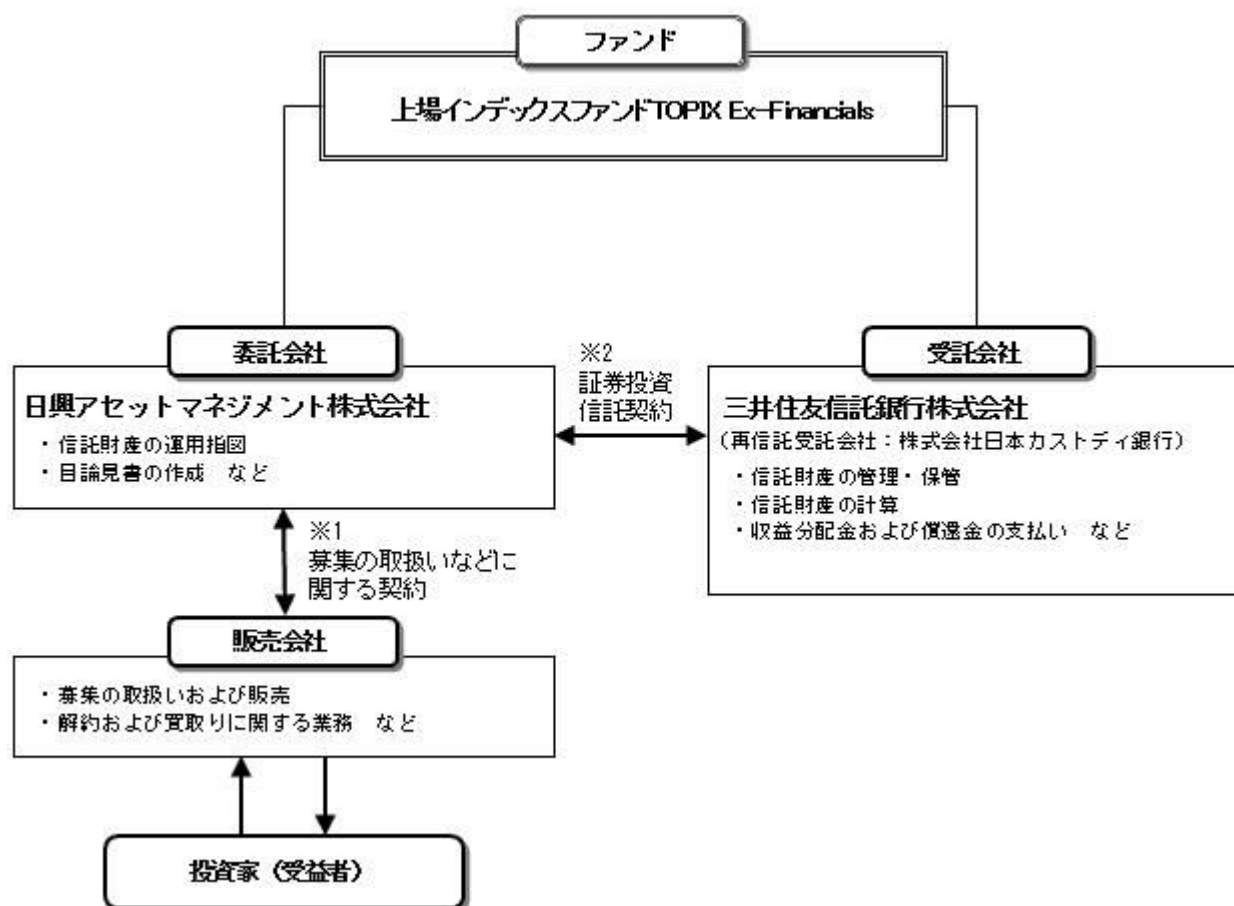 ファンド
上場インデックスファンドTOPIX Ex-Financials
委託会社
日興アセットマネジメント株式会社
・信託財産の運用指図
・目論見書の作成　など
※2
証券投資
信託契約
受託会社
三井住友信託銀行株式会社
（再信託受託会社：株式会社日本カストディ銀行）
・信託財産の管理・保管
・信託財産の計算
・収益分配金および償還金の支払い　など
※1
募集の取扱いなどに
関する契約
販売会社
・募集の取扱いおよび販売
・解約および買取りに関する業務　など
投資家（受益者）